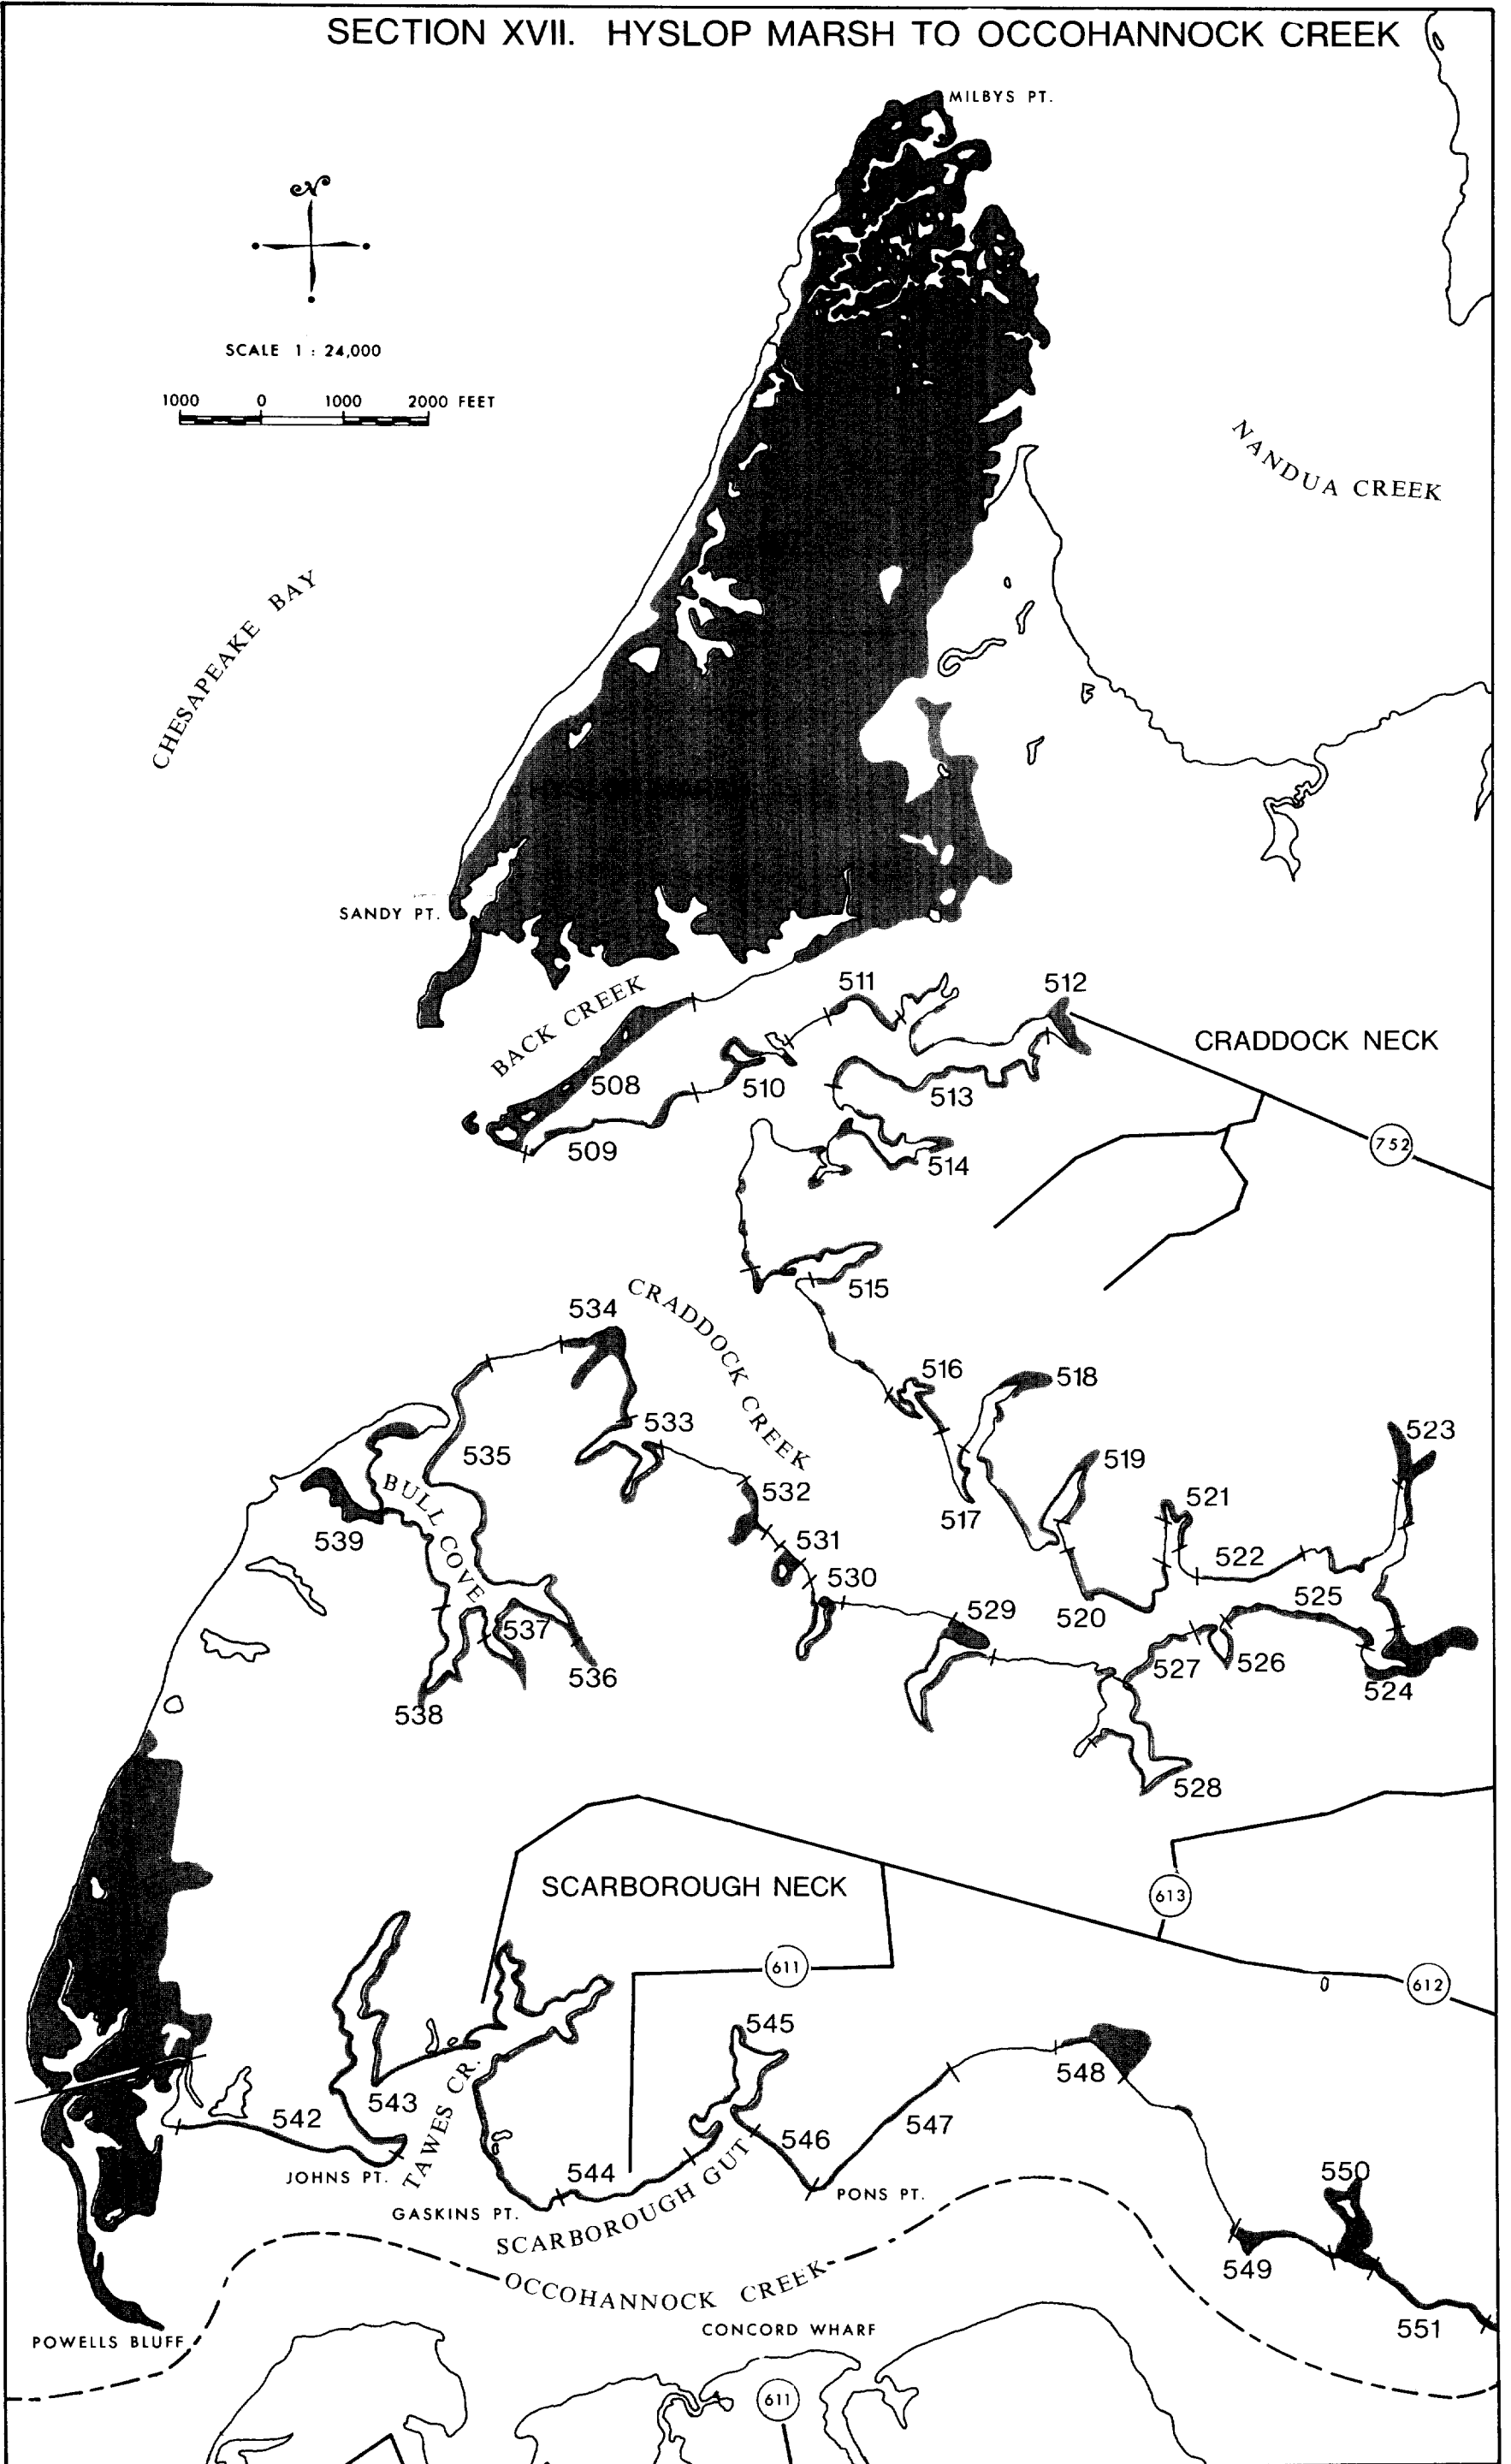 SECTION XVII. HYSLOP MARSH TO OCCOHANNOCK CREEK
MILBYS PT.
N
SCALE 1 : 24,000
1000 0 1000 2000 FEET
NANDUA CREEK
CHESAPEAKE BAY
SANDY PT.
BACK CREEK
511
512
CRADDOCK NECK
508
510
513
509
514
752
515
CRADDOCK CREEK
534
516
518
533
535
523
519
BULL COVE
532
521
517
539
531
522
530
525
529
520
537
527
526
536
524
538
528
SCARBOROUGH NECK
613
611
612
545
548
543
542
TAWES CR.
547
546
JOHNS PT.
544
550
PONS PT.
GASKINS PT.
SCARBOROUGH GUT
549
OCCOHANNOCK CREEK
551
CONCORD WHARF
POWELLS BLUFF
611